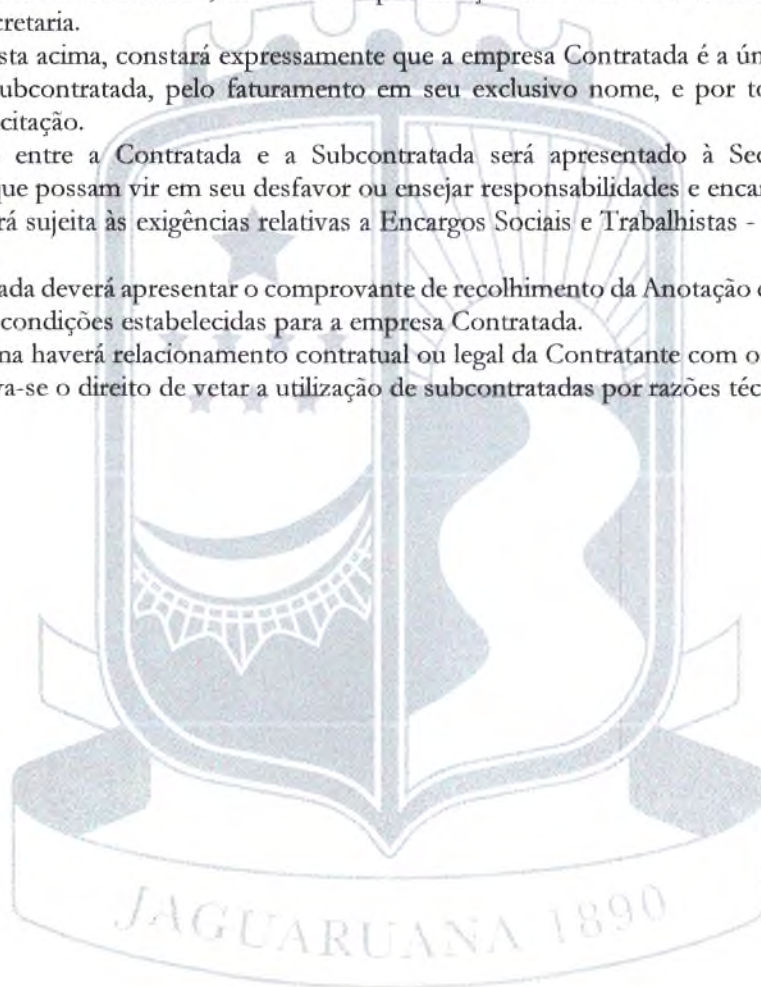 cretaria.
sta acima, constará expressamente que a empresa Contratada é a ún
ubcontratada, pelo faturamento em seu exclusivo nome, e por to
citação.
entre a Contratada e a Subcontratada será apresentado à Sec
que possam vir em seu desfavor ou ensejar responsabilidades e encar
rá sujeita às exigências relativas a Encargos Sociais e Trabalhistas -
ada deverá apresentar o comprovante de recolhimento da Anotação
condições estabelecidas para a empresa Contratada.
na haverá relacionamento contratual ou legal da Contratante com o
va-se o direito de vetar a utilização de subcontratadas por razões téc
JAGUARUANA 1890